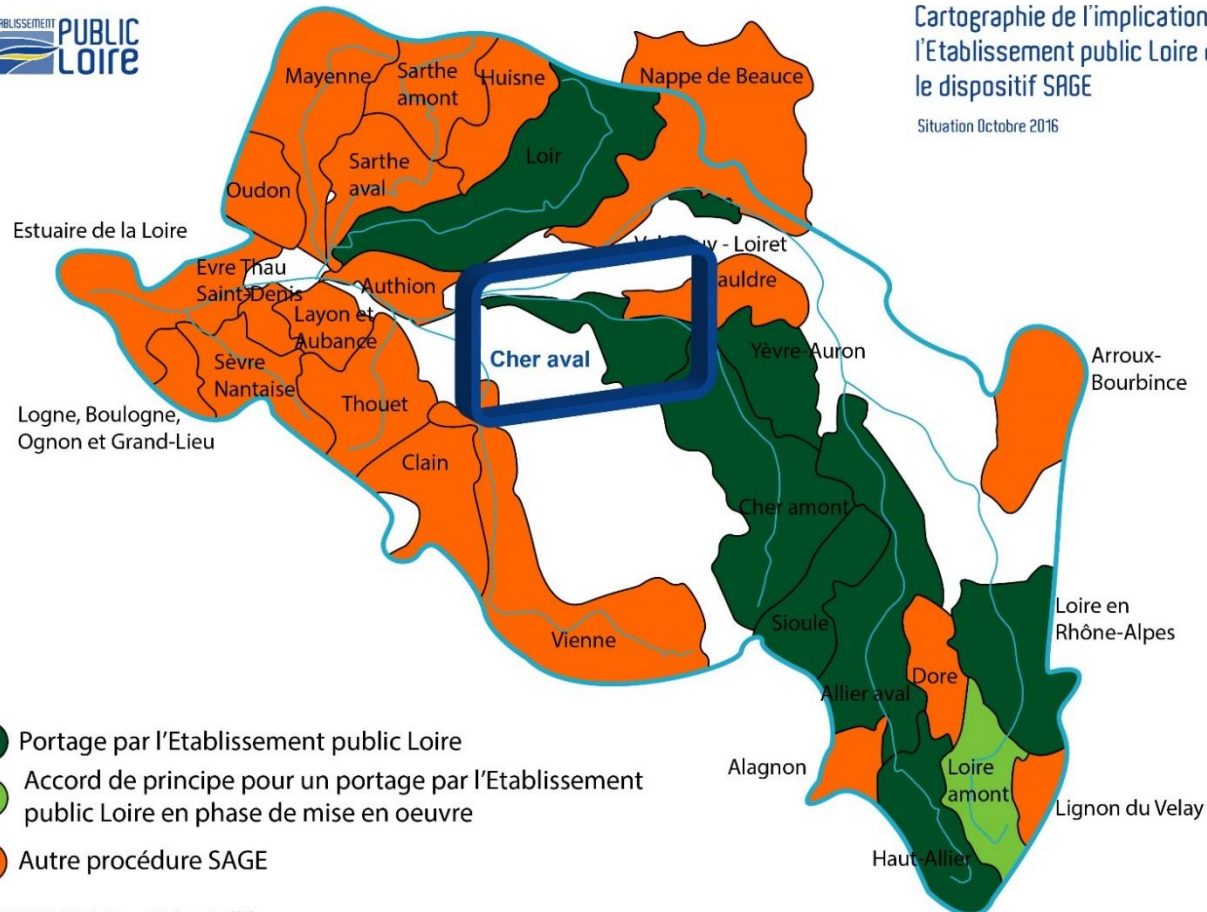 PUBLIC
Loire
Cartographie de l'implication
l'Etablissement public Loire
le dispositif SAGE
Situation Octobre 2016
Mayenne
Sarthe
amont
Huisne
Nappe de Beauce
Loir
Sarthe
aval
Oudon
Estuaire de la Loire
- Loiret
Evre Thau
Saint-Denis
Authion
auldre
Layon et
Aubance
Cher aval
Yèvre-Auron
Arroux-
Bourbince
Sèvre
Nantaise
Thouet
Logne, Boulogne,
Ognon et Grand-Lieu
Clain
Cher amont
Loire en
Rhône-Alpes
Sioule
Vienne
Dore
Allier aval
Portage par l'Etablissement public Loire
Accord de principe pour un portage par l'Etablissement
public Loire en phase de mise en oeuvre
Autre procédure SAGE
Alagnon
Loire
amont
Lignon du Velay
Haut-Allier